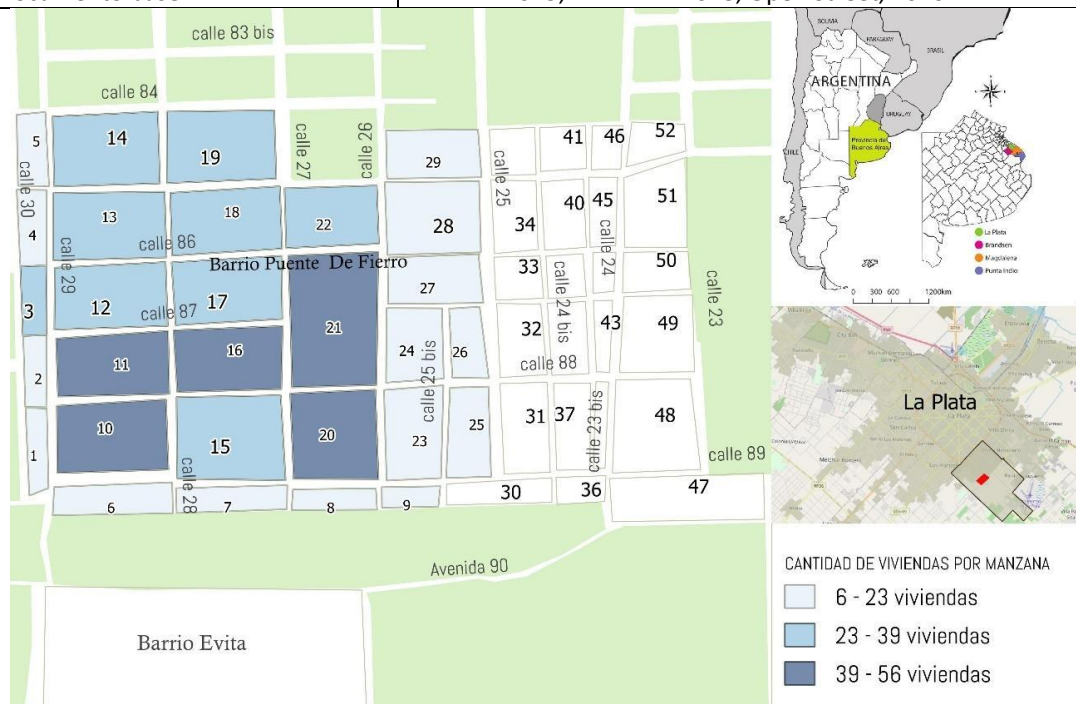 calle 83 bis
calle 84
calle 30
calle 29
calle 28
calle 27
calle 26
calle 25
calle 25 bis
calle 24
calle 24 bis
calle 23 bis
calle 23
calle 86
Barrio Puente De Fierro
calle 87
calle 88
calle 89
Avenida 90
Barrio Evita
5
14
19
29
41
46
52
4
13
18
22
28
34
40
45
51
3
12
17
21
27
33
50
2
11
16
24
26
32
43
49
1
10
15
20
23
25
31
37
48
6
7
8
9
30
36
47
BOLIVIA
PARAGUAY
BRASIL
ARGENTINA
URUGUAY
CHILE
Provincia de
Buenos Aires
La Plata
Brandsen
Magdalena
Punta Indio
0 300 600 1200km
La Plata
CANTIDAD DE VIVIENDAS POR MANZANA
6 - 23 viviendas
23 - 39 viviendas
39 - 56 viviendas